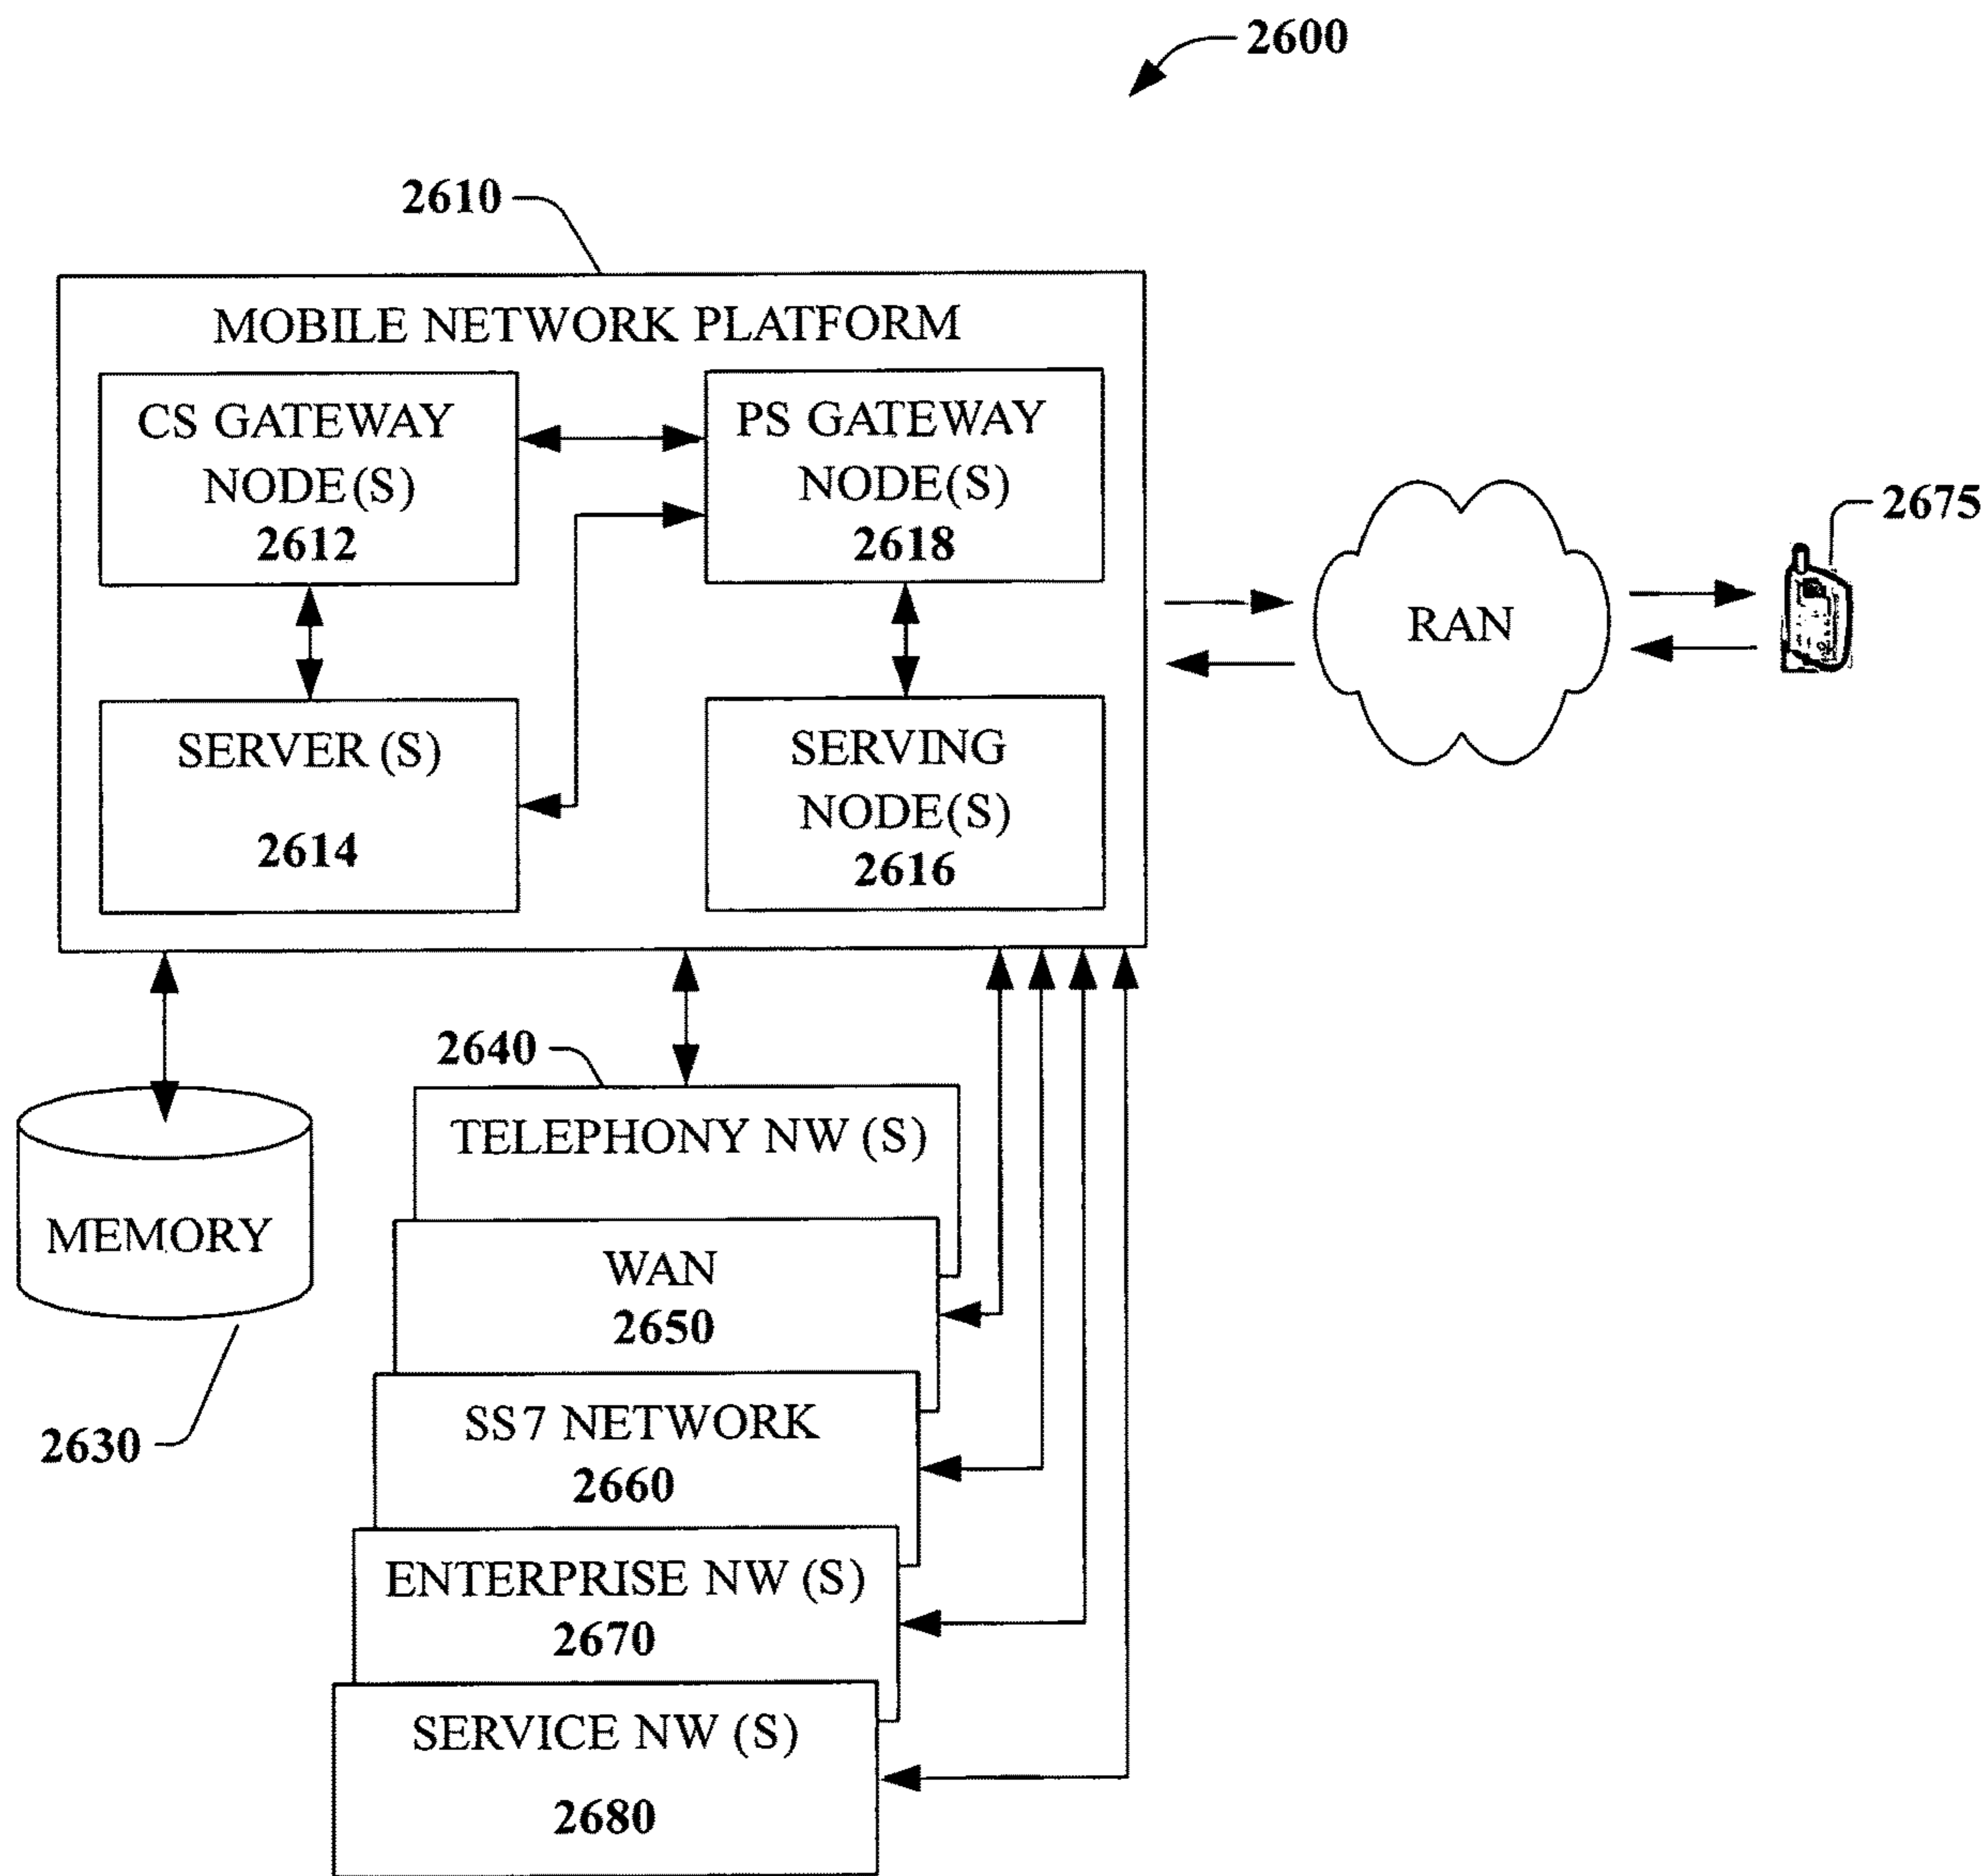 2600
2610
MOBILE NETWORK PLATFORM
CS GATEWAY
NODE(S)
2612
PS GATEWAY
NODE(S)
2618
SERVER (S)
2614
SERVING
NODE(S)
2616
RAN
2675
2640
TELEPHONY NW (S)
MEMORY
2630
WAN
2650
SS7 NETWORK
2660
ENTERPRISE NW (S)
2670
SERVICE NW (S)
2680